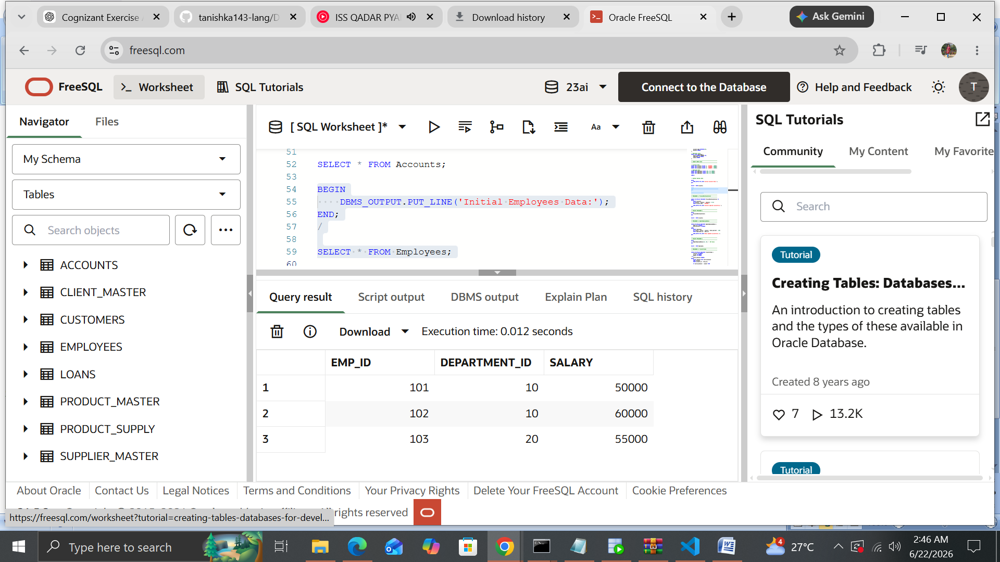 Cognizant Exercise
tanishka143-lang/D
ISS QADAR PYA
Download history
Oracle FreeSQL
Ask Gemini
freesql.com
FreeSQL
Worksheet
SQL Tutorials
23ai
Connect to the Database
Help and Feedback
T
Navigator
Files
My Schema
Tables
Search objects
ACCOUNTS
CLIENT_MASTER
CUSTOMERS
EMPLOYEES
LOANS
PRODUCT_MASTER
PRODUCT_SUPPLY
SUPPLIER_MASTER
[ SQL Worksheet ]*
Aa
51
52 SELECT * FROM Accounts;
53
54 BEGIN
55 DBMS_OUTPUT.PUT_LINE('Initial Employees Data:');
56 END;
57 /
58
59 SELECT * FROM Employees;
60
Query result
Script output
DBMS output
Explain Plan
SQL history
Download
Execution time: 0.012 seconds
EMP_ID DEPARTMENT_ID SALARY
1 101 10 50000
2 102 10 60000
3 103 20 55000
SQL Tutorials
Community
My Content
My Favorite
Search
Tutorial
Creating Tables: Databases...
An introduction to creating tables
and the types of these available in
Oracle Database.
Created 8 years ago
7
13.2K
Tutorial
About Oracle
Contact Us
Legal Notices
Terms and Conditions
Your Privacy Rights
Delete Your FreeSQL Account
Cookie Preferences
rights reserved
https://freesql.com/worksheet?tutorial=creating-tables-databases-for-devel...
Type here to search
4
27°C
2:46 AM
6/22/2026